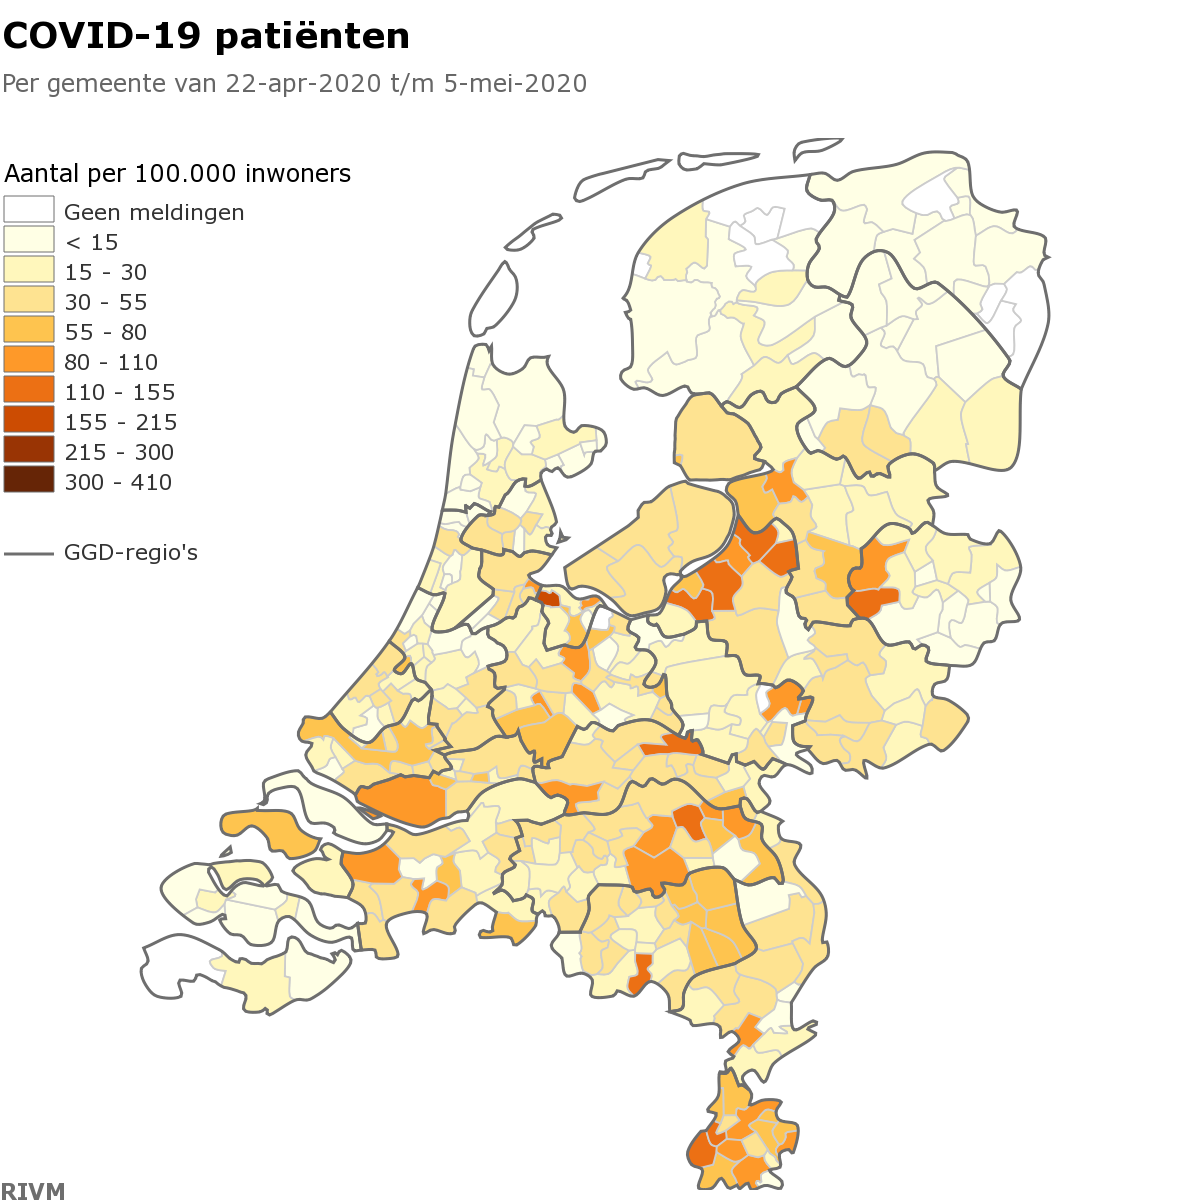 COVID-19 patiënten
Per gemeente van 22-apr-2020 t/m 5-mei-2020
Aantal per 100.000 inwoners
Geen meldingen
< 15
15 - 30
30 - 55
55 - 80
80 - 110
110 - 155
155 - 215
215 - 300
300 - 410
GGD-regio's
RIVM